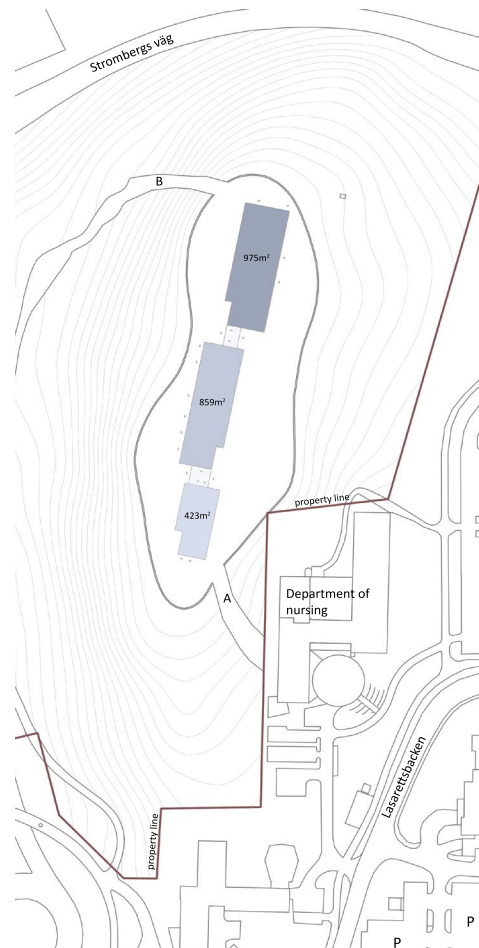 Strombergs väg
B
975m²
859m²
423m²
property line
A
Department of
nursing
Lasarettsbacken
property line
P
P